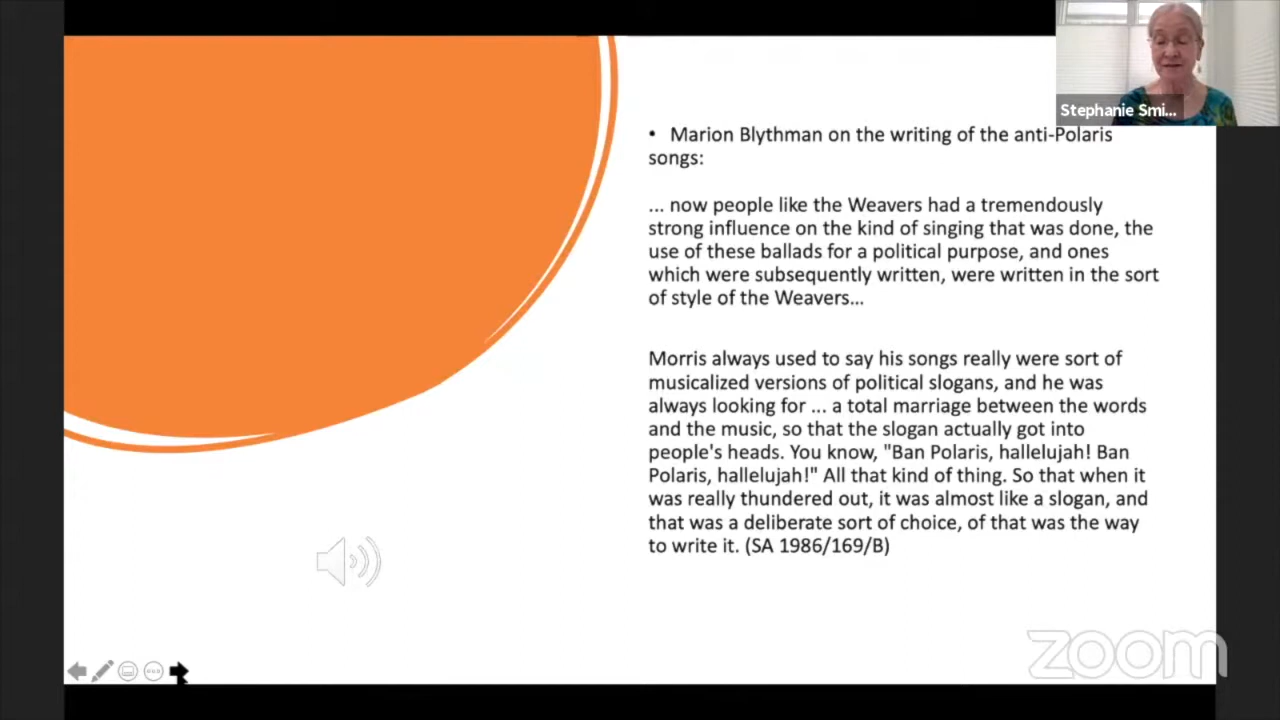 Stephanie Smi...
• Marion Blythman on the writing of the anti-Polaris
songs:
... now people like the Weavers had a tremendously
strong influence on the kind of singing that was done, the
use of these ballads for a political purpose, and ones
which were subsequently written, were written in the sort
of style of the Weavers...
Morris always used to say his songs really were sort of
musicalized versions of political slogans, and he was
always looking for ... a total marriage between the words
and the music, so that the slogan actually got into
people's heads. You know, "Ban Polaris, hallelujah! Ban
Polaris, hallelujah!" All that kind of thing. So that when it
was really thundered out, it was almost like a slogan, and
that was a deliberate sort of choice, of that was the way
to write it. (SA 1986/169/B)
zoom